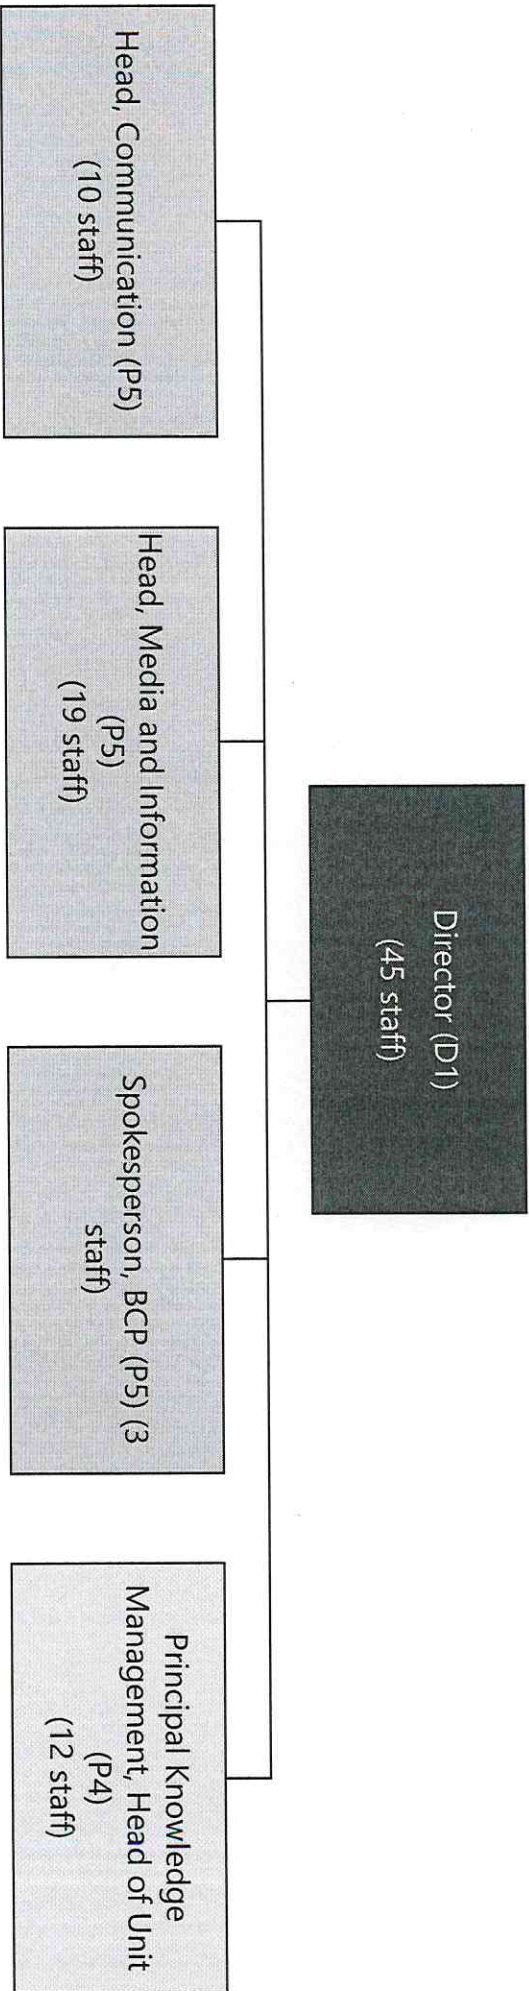 Director (D1)
(45 staff)
Head, Communication (P5)
(10 staff)
Head, Media and Information
(P5)
(19 staff)
Spokesperson, BCP (P5) (3
staff)
Principal Knowledge
Management, Head of Unit
(P4)
(12 staff)